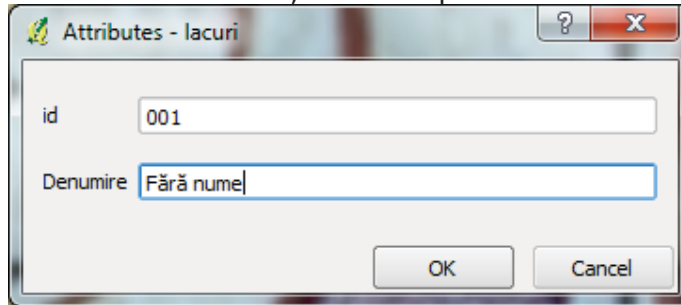 Attributes - lacuri
id 001
Denumire Fără nume
OK Cancel